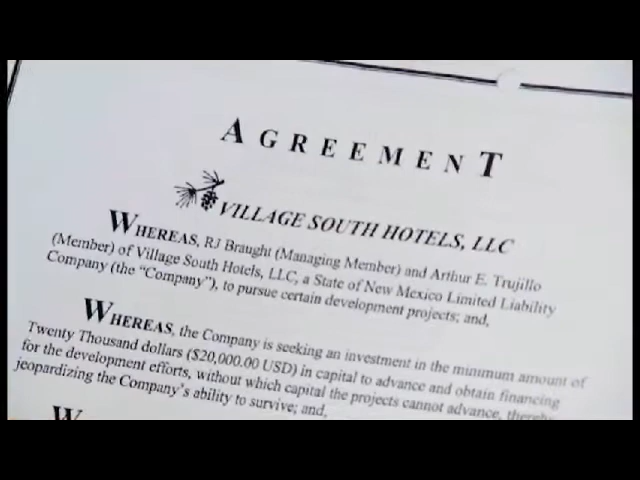 AGREEMENT
VILLAGE SOUTH HOTELS, LLC
WHEREAS, RJ Braught (Managing Member) and Arthur E. Trujillo
(Member) of Village South Hotels, LLC, a State of New Mexico Limited Liability
Company (the “Company”), to pursue certain development projects; and,
WHEREAS, the Company is seeking an investment in the minimum amount of
Twenty Thousand dollars ($20,000.00 USD) in capital to advance and obtain financing
for the development efforts, without which capital the projects cannot advance,
jeopardizing the Company’s ability to survive; and,
W